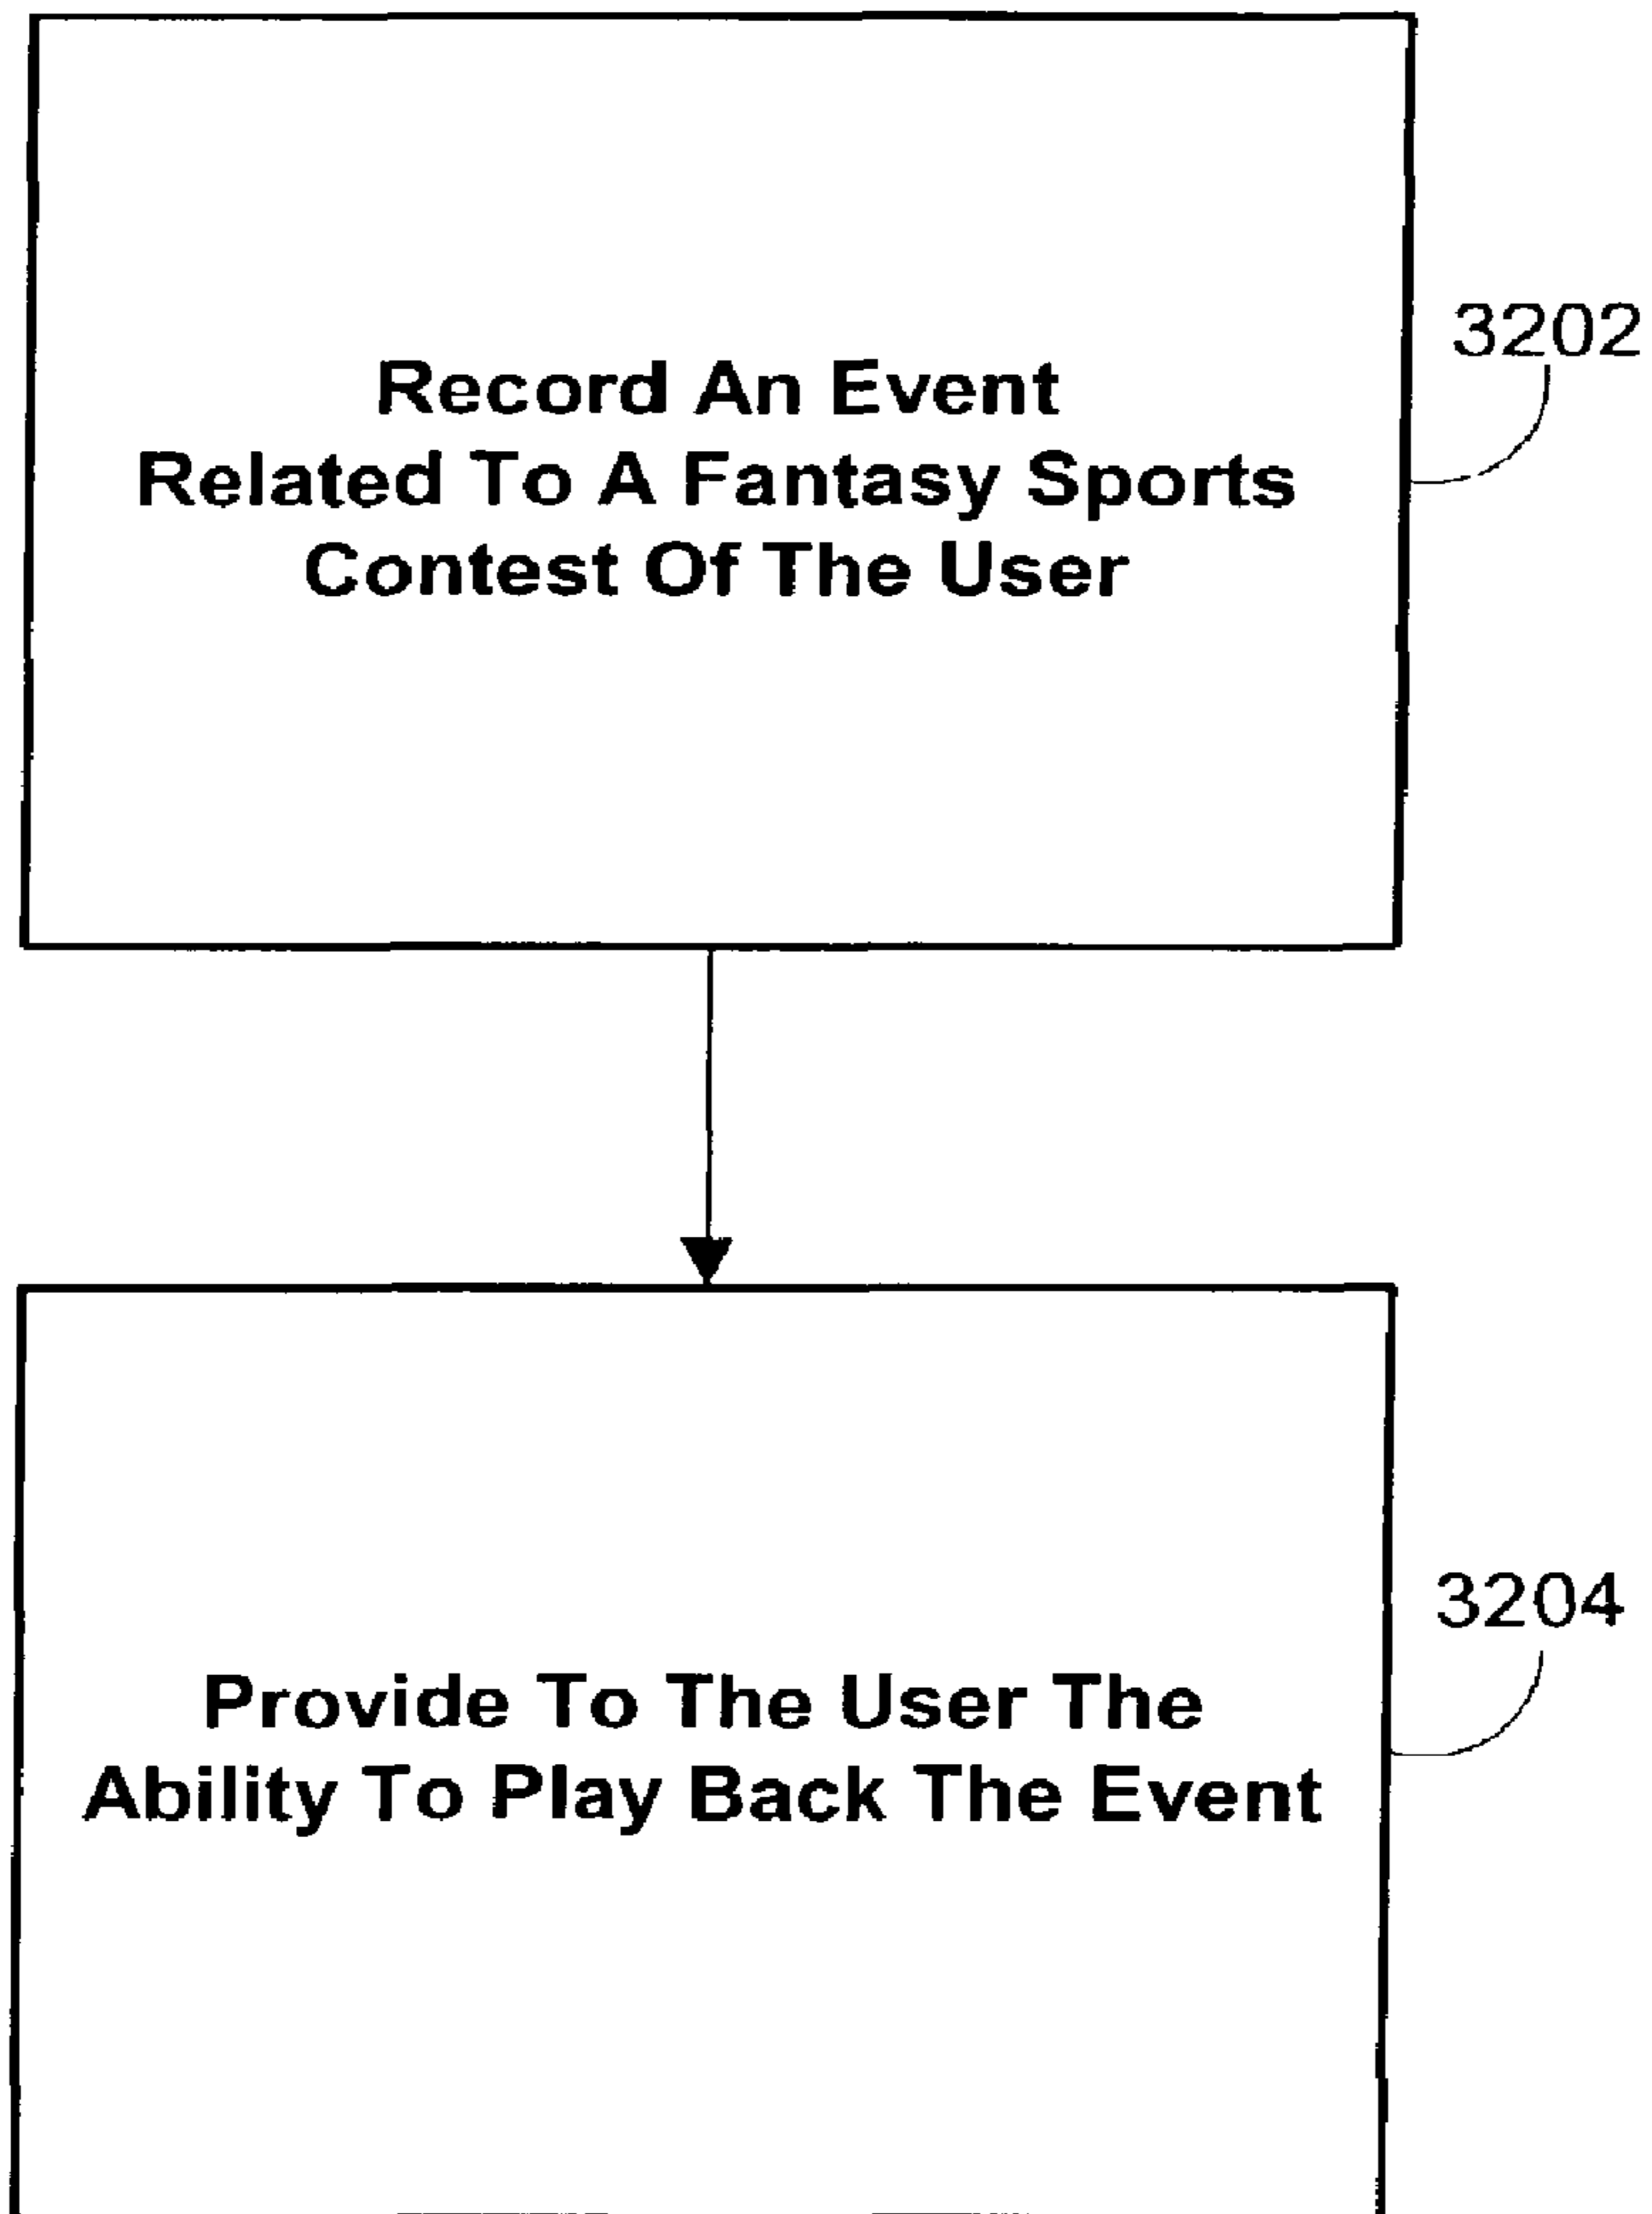 Record An Event
Related To A Fantasy Sports
Contest Of The User
3202
Provide To The User The
Ability To Play Back The Event
3204